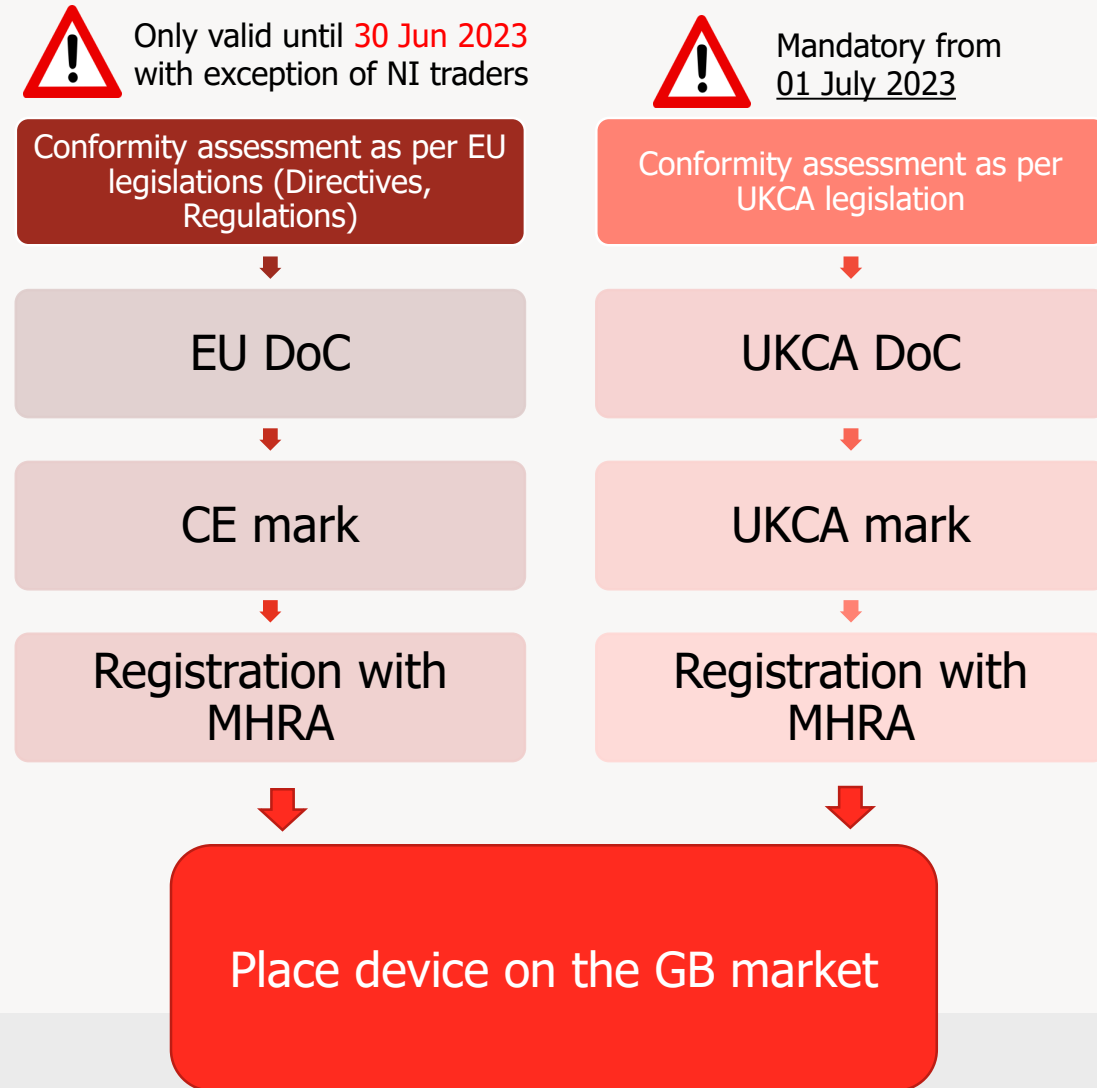 Only valid until 30 Jun 2023
with exception of NI traders
Conformity assessment as per EU
legislations (Directives,
Regulations)
EU DoC
CE mark
Registration with
MHRA
Mandatory from
01 July 2023
Conformity assessment as per
UKCA legislation
UKCA DoC
UKCA mark
Registration with
MHRA
Place device on the GB market